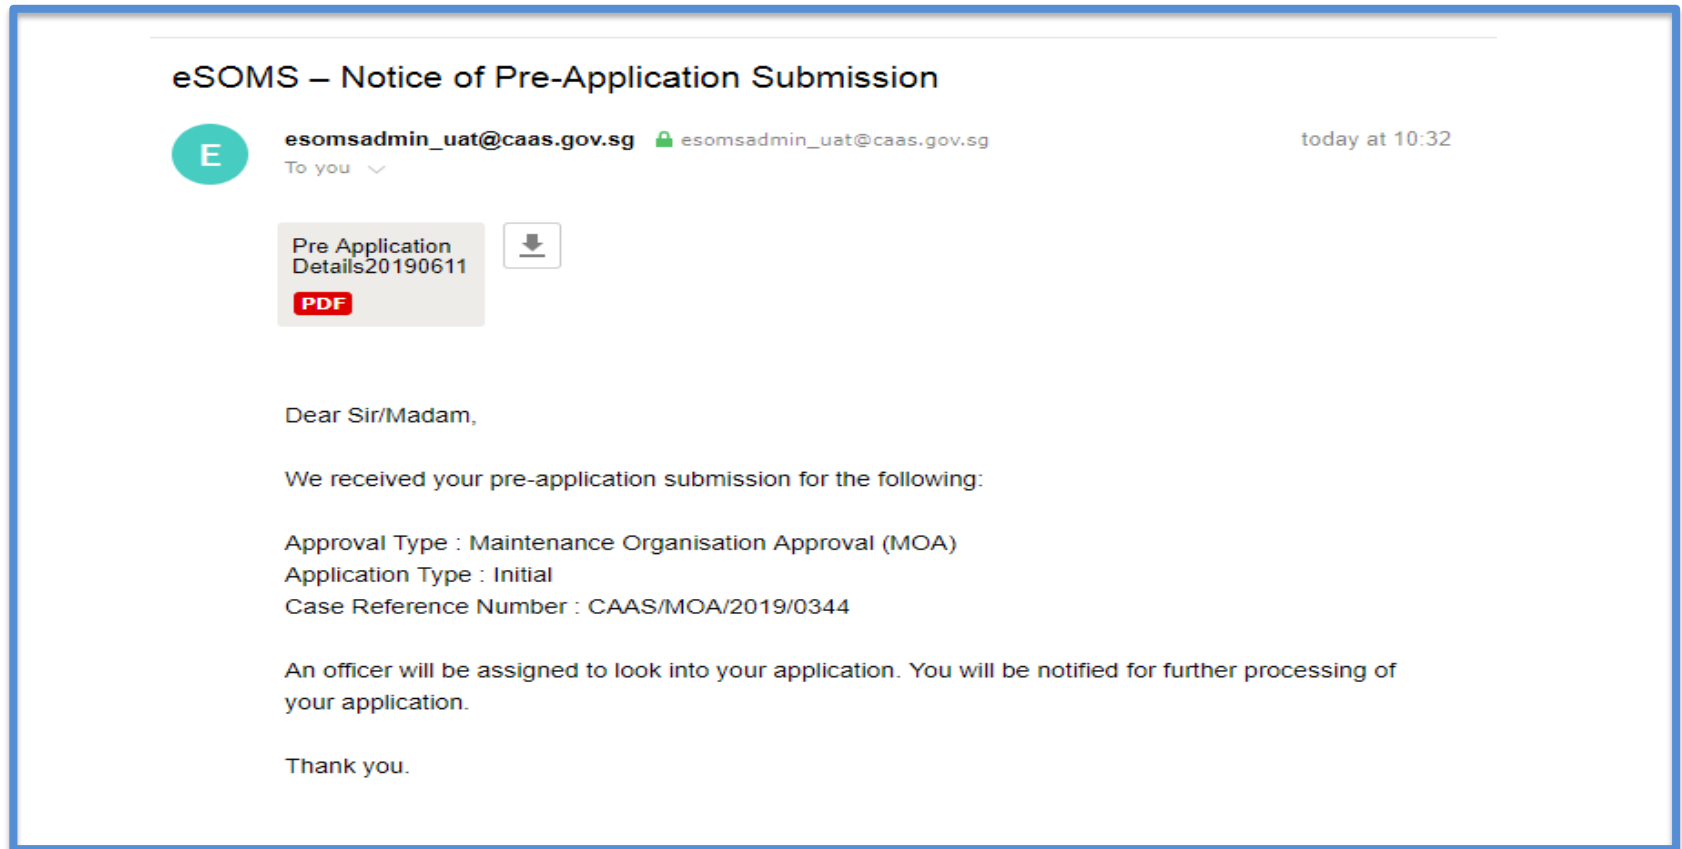 eSOMS – Notice of Pre-Application Submission
E
esomsadmin_uat@caas.gov.sg esomsadmin_uat@caas.gov.sg today at 10:32
To you
Pre Application
Details20190611
PDF
Dear Sir/Madam,
We received your pre-application submission for the following:
Approval Type : Maintenance Organisation Approval (MOA)
Application Type : Initial
Case Reference Number : CAAS/MOA/2019/0344
An officer will be assigned to look into your application. You will be notified for further processing of
your application.
Thank you.